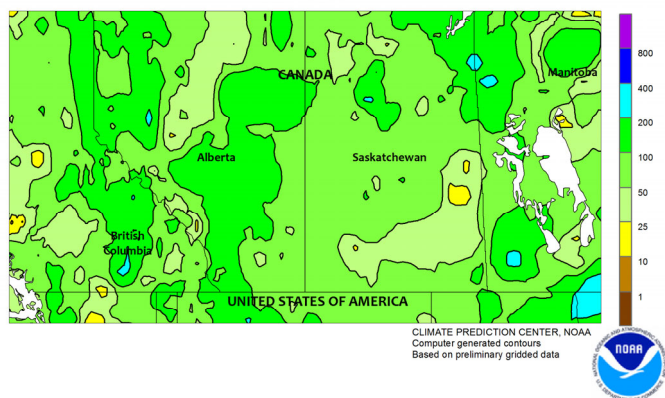 CANADA
Manitoba
Alberta
Saskatchewan
British
Columbia
UNITED STATES OF AMERICA
800
400
200
100
50
25
10
1
CLIMATE PREDICTION CENTER, NOAA
Computer generated contours
Based on preliminary gridded data
NOAA